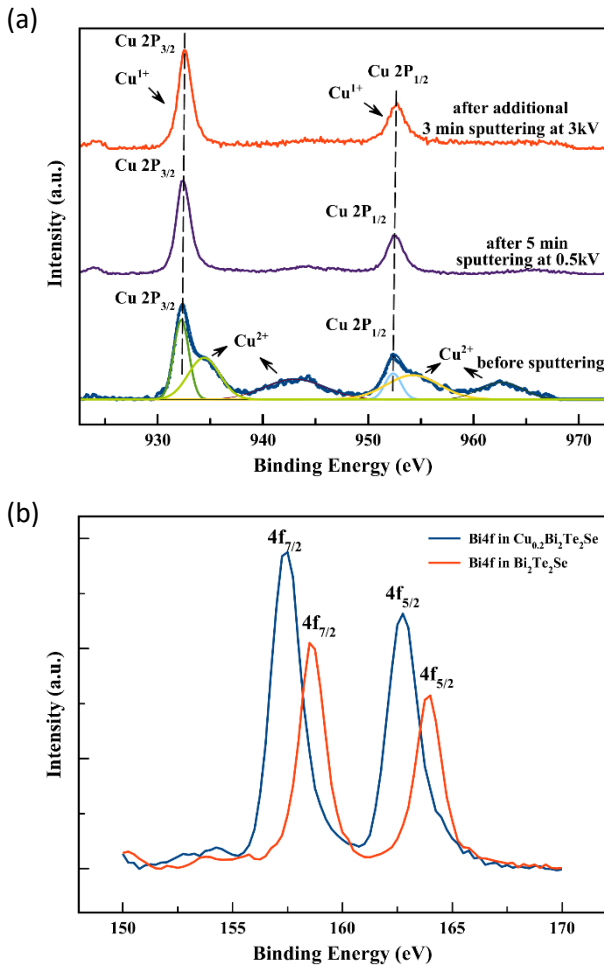 (a)
Cu 2P3/2
Cu1+
Cu 2P1/2
Cu1+
after additional
3 min sputtering at 3kV
Cu 2P3/2
Cu 2P1/2
after 5 min
sputtering at 0.5kV
Cu 2P3/2
Cu2+
Cu 2P1/2
Cu2+
before sputtering
Intensity (a.u.)
930 940 950 960 970
Binding Energy (eV)
(b)
4f7/2
4f7/2
4f5/2
4f5/2
Bi4f in Cu0.2Bi2Te2Se
Bi4f in Bi2Te2Se
Intensity (a.u.)
150 155 160 165 170
Binding Energy (eV)